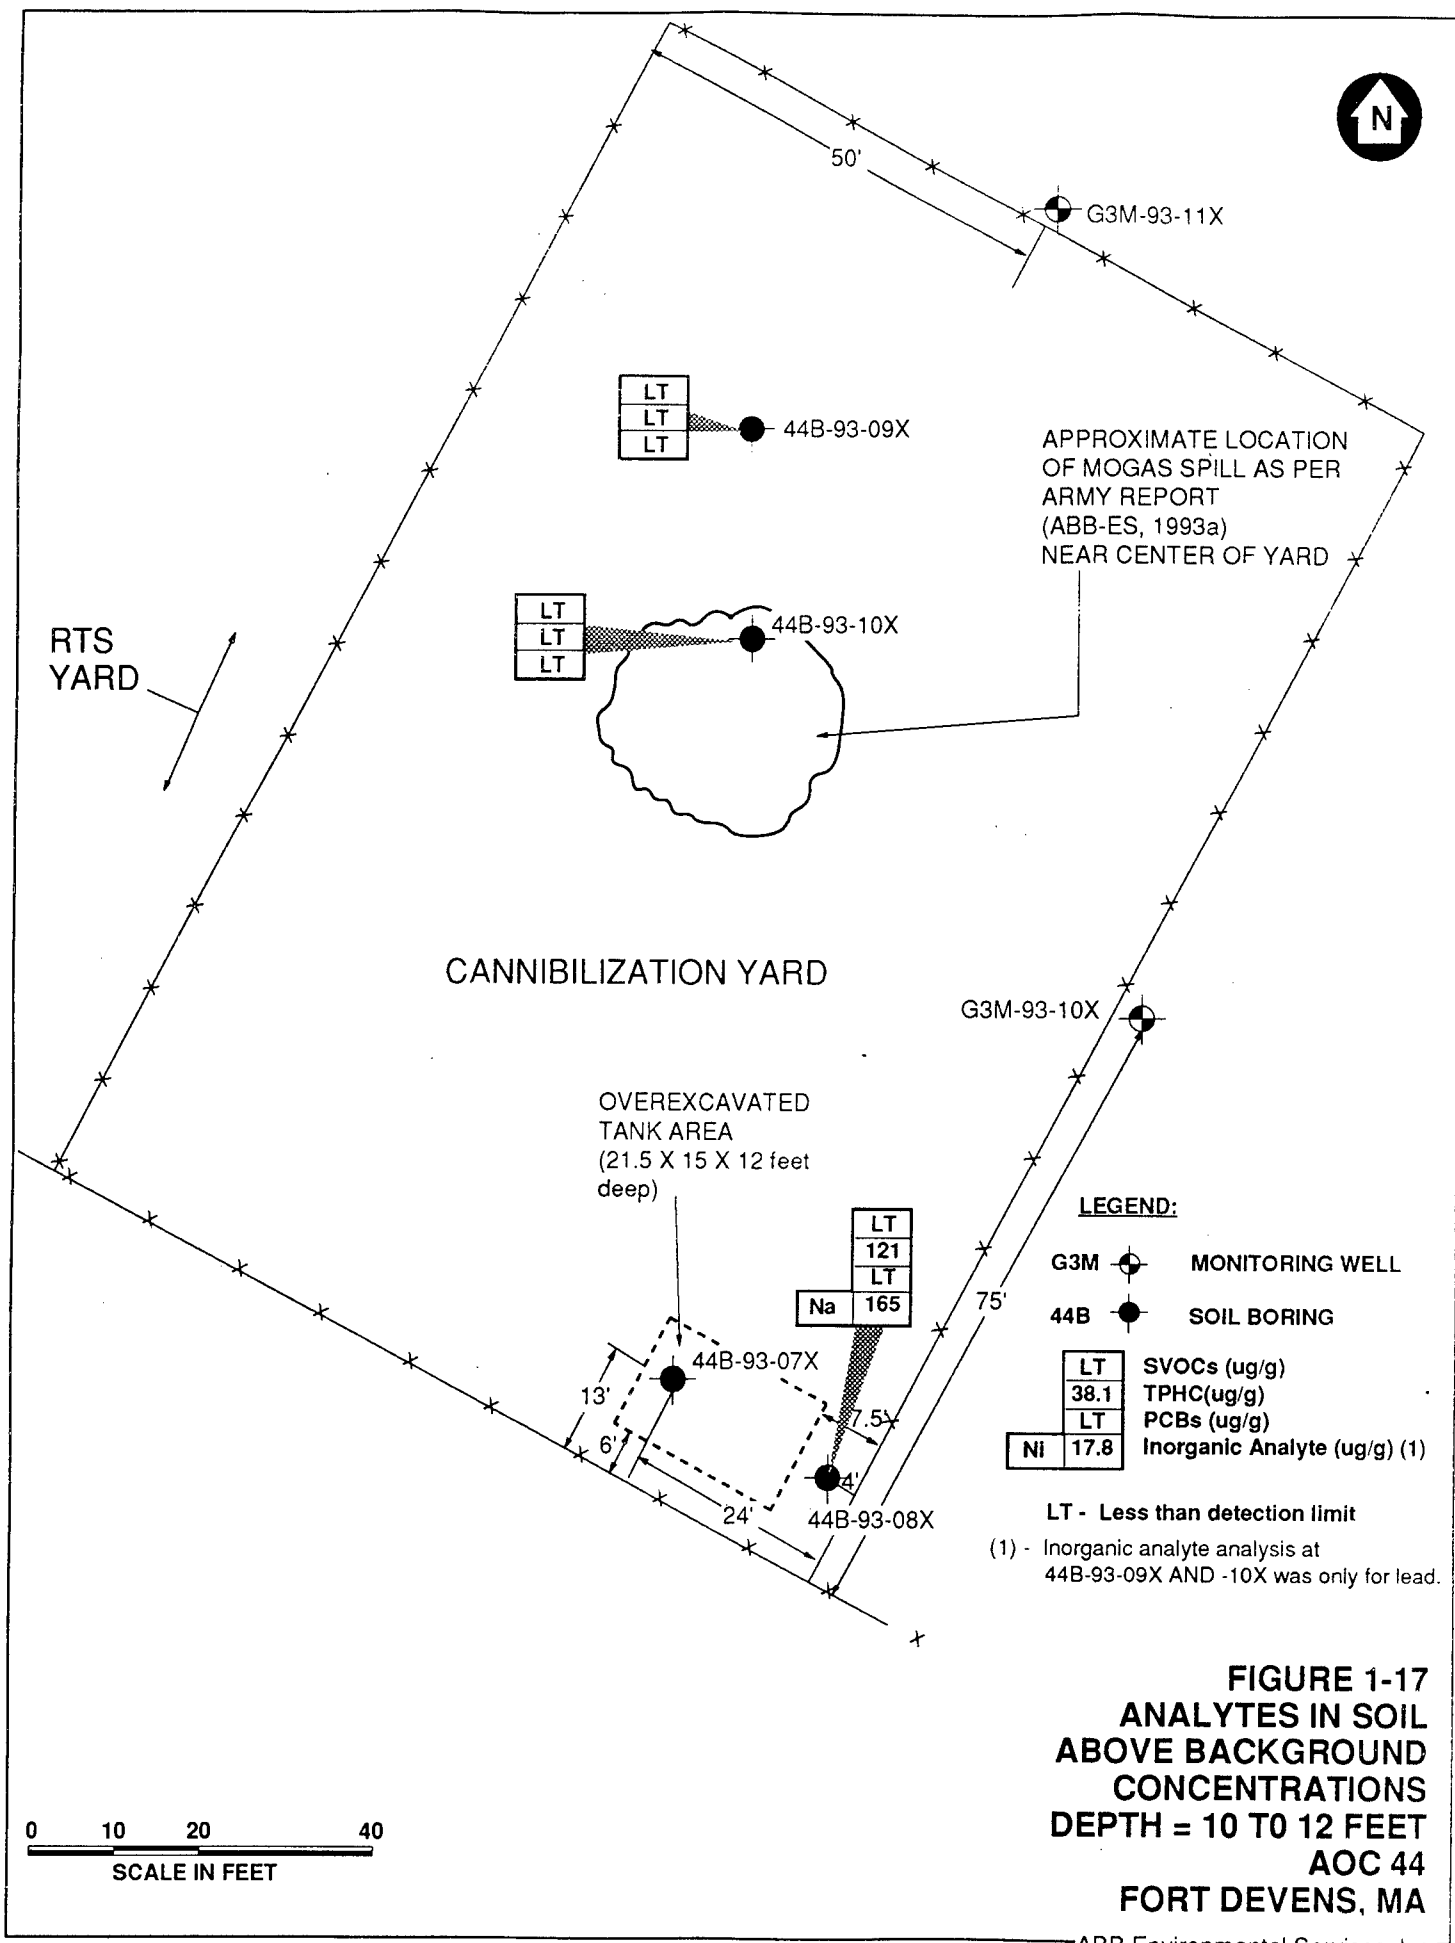 N
50'
G3M-93-11X
LT
LT
LT
44B-93-09X
APPROXIMATE LOCATION
OF MOGAS SPILL AS PER
ARMY REPORT
(ABB-ES, 1993a)
NEAR CENTER OF YARD
LT
LT
LT
44B-93-10X
RTS
YARD
CANNIBILIZATION YARD
G3M-93-10X
OVEREXCAVATED
TANK AREA
(21.5 X 15 X 12 feet
deep)
LT
121
LT
Na 165
75'
44B-93-07X
13'
6'
7.5'
4'
24'
44B-93-08X
LEGEND:
G3M MONITORING WELL
44B SOIL BORING
LT SVOCs (ug/g)
38.1 TPHC(ug/g)
LT PCBs (ug/g)
NI 17.8 Inorganic Analyte (ug/g) (1)
LT - Less than detection limit
(1) - Inorganic analyte analysis at
44B-93-09X AND -10X was only for lead.
FIGURE 1-17
ANALYTES IN SOIL
ABOVE BACKGROUND
CONCENTRATIONS
DEPTH = 10 T0 12 FEET
AOC 44
FORT DEVENS, MA
0 10 20 40
SCALE IN FEET
ABB Environmental